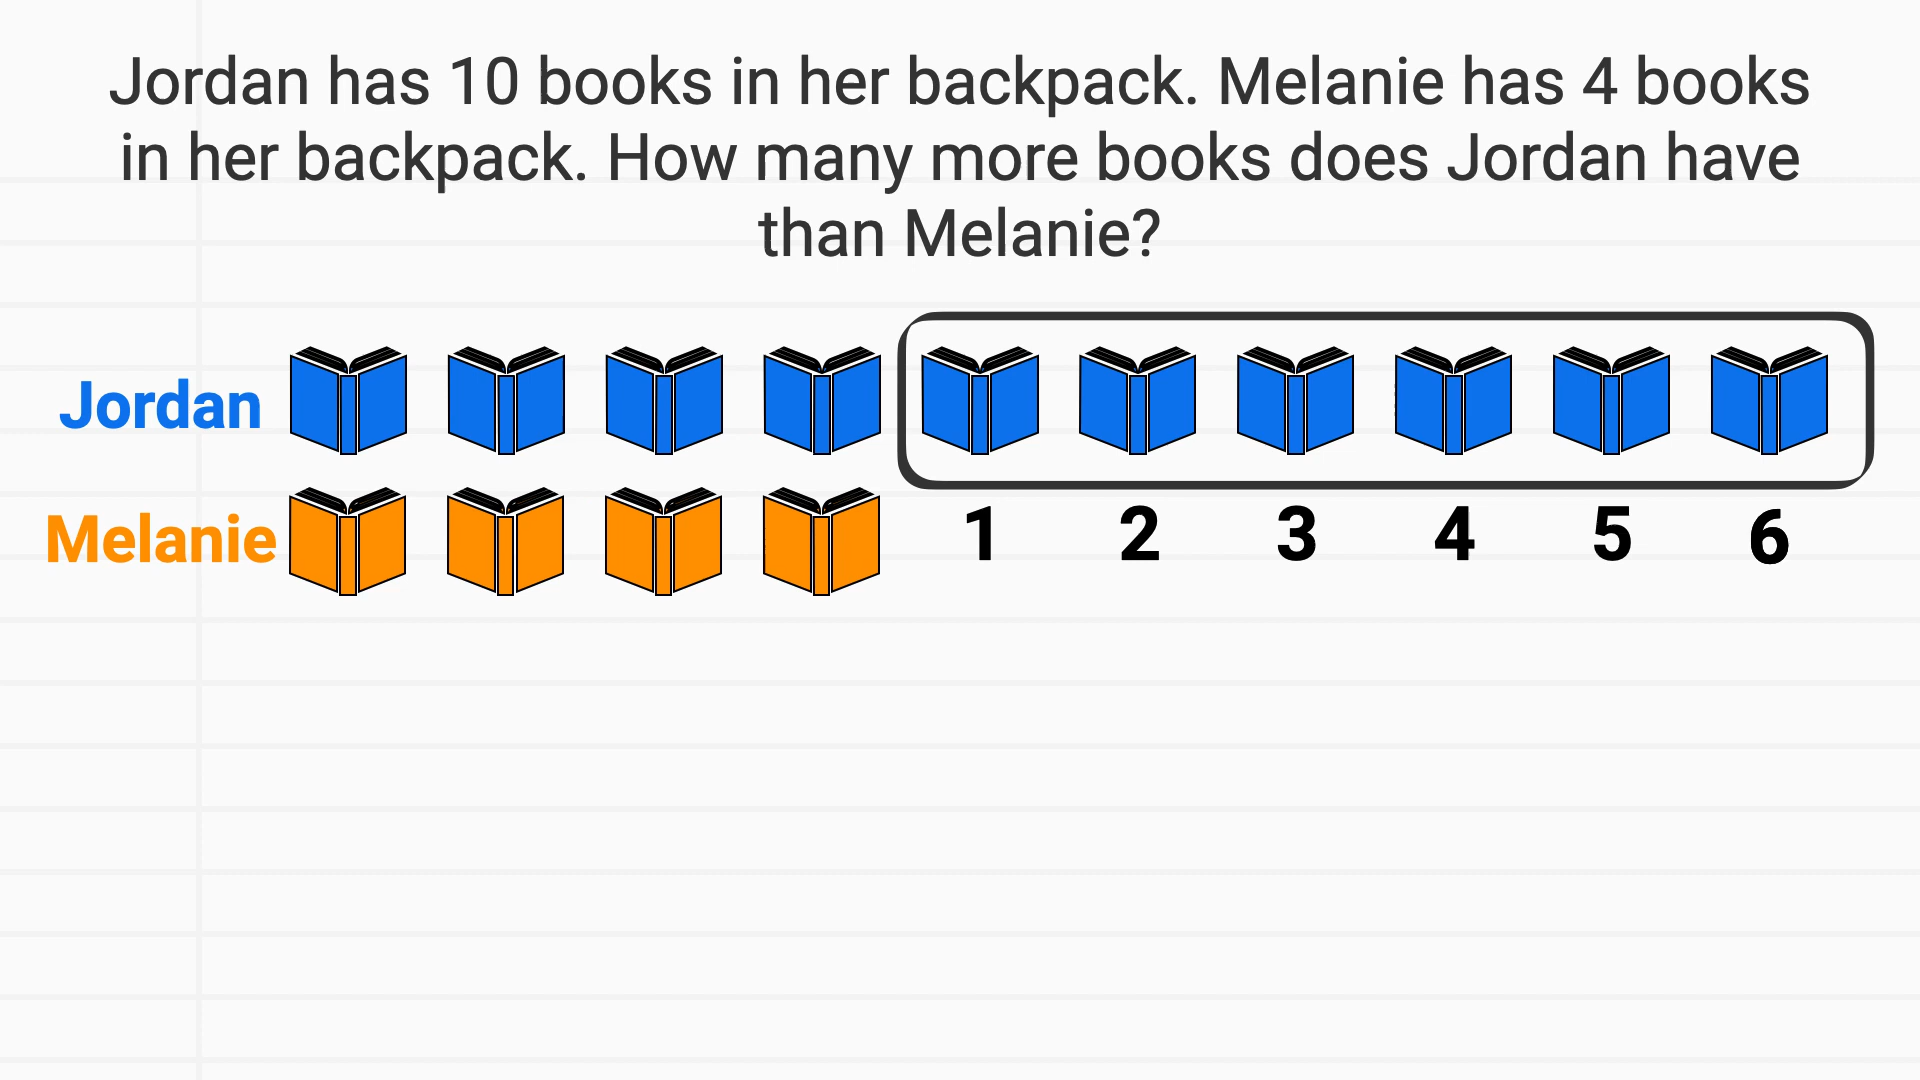 Jordan has 10 books in her backpack. Melanie has 4 books
in her backpack. How many more books does Jordan have
than Melanie?
Jordan
Melanie 1 2 3 4 5 6